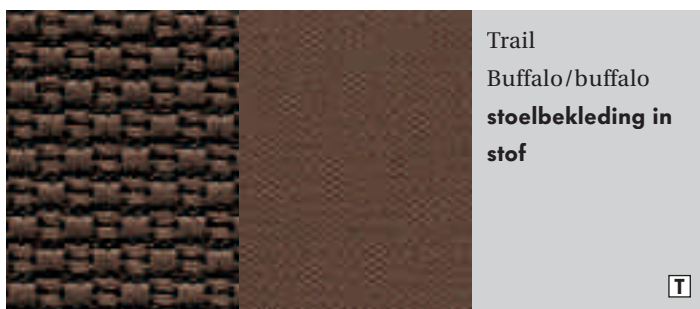 Trail
Buffalo/buffalo
stoelbekleding in
stof
T